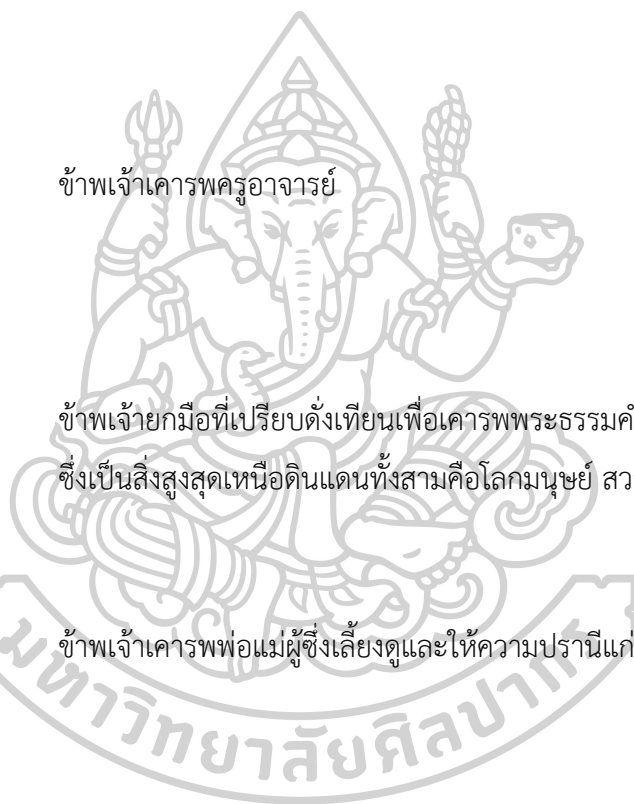 ข้าพเจ้าเคารพครูอาจารย์
ข้าพเจ้ายกมือที่เปรียบดั่งเทียนเพื่อเคารพพระธรรมคำ
ซึ่งเป็นสิ่งสูงสุดเหนือดินแดนทั้งสามคือโลกมนุษย์ สว
ข้าพเจ้าเคารพพ่อแม่ผู้ซึ่งเลี้ยงดูและให้ความปรานีแก่
มหาวิทยาลัยศิลปากร